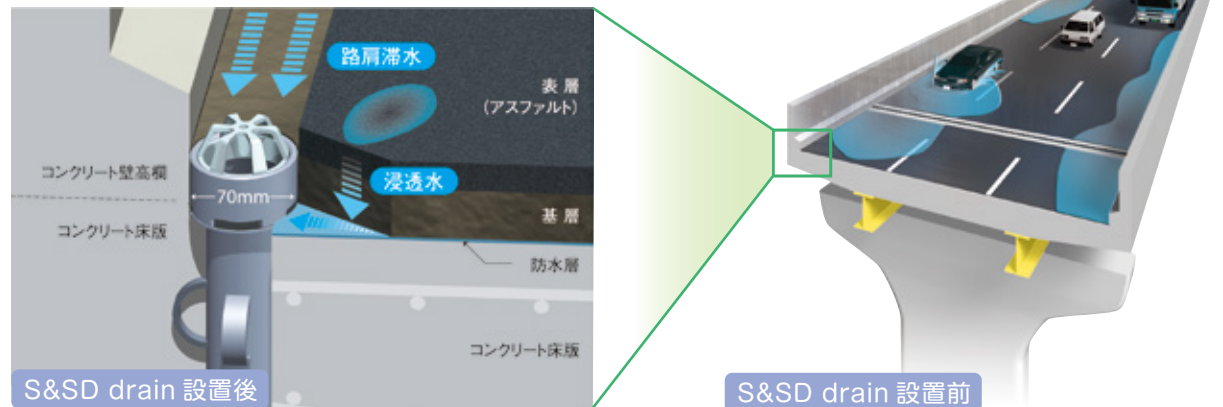 路肩滞水
表 層
(アスファルト)
コンクリート壁高欄
70mm
浸透水
基 層
コンクリート床版
防水層
コンクリート床版
S&SD drain 設置後
S&SD drain 設置前